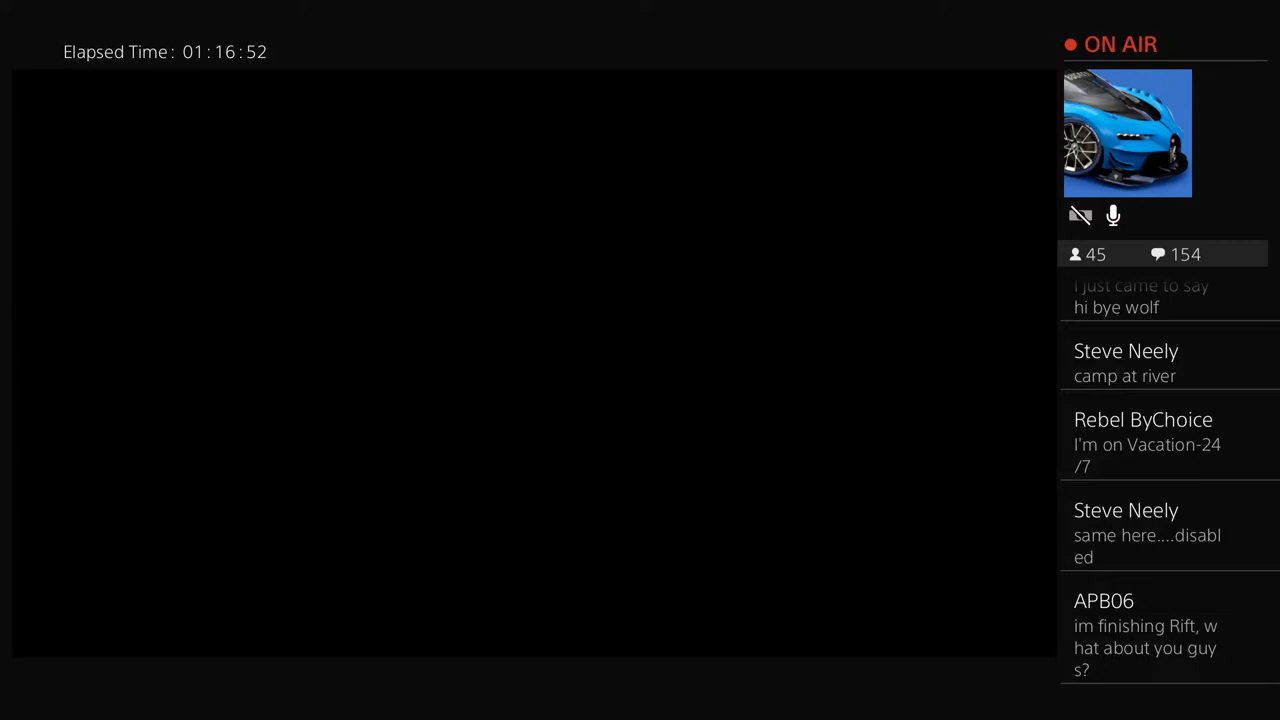 Elapsed Time: 01:16:52
ON AIR
45 154
I just came to say
hi bye wolf
Steve Neely
camp at river
Rebel ByChoice
I'm on Vacation-24
/7
Steve Neely
same here....disabl
ed
APB06
im finishing Rift, w
hat about you guy
s?